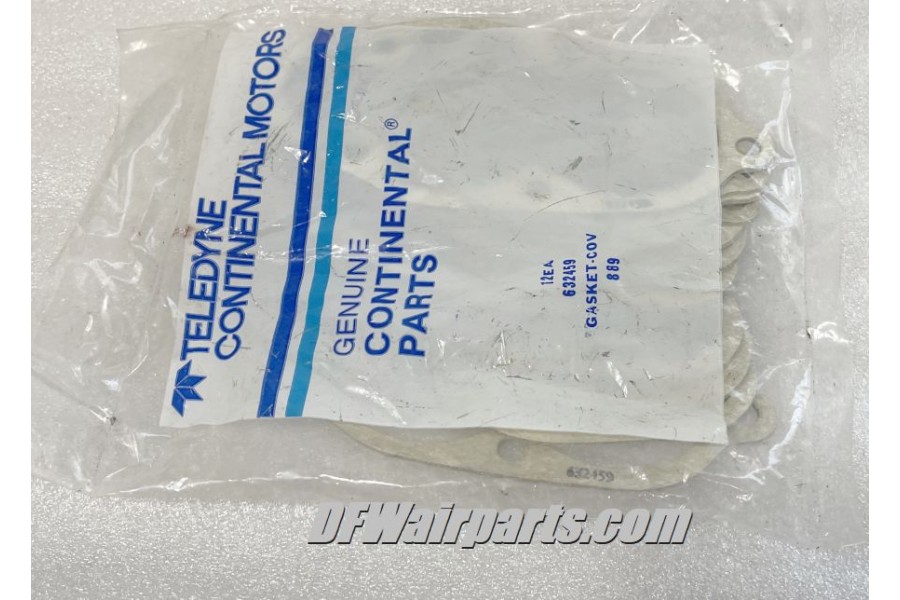 TELEDYNE
CONTINENTAL MOTORS
GENUINE
CONTINENTAL®
PARTS
12EA
632459
GASKET-COV
889
632459
DFWairparts.com